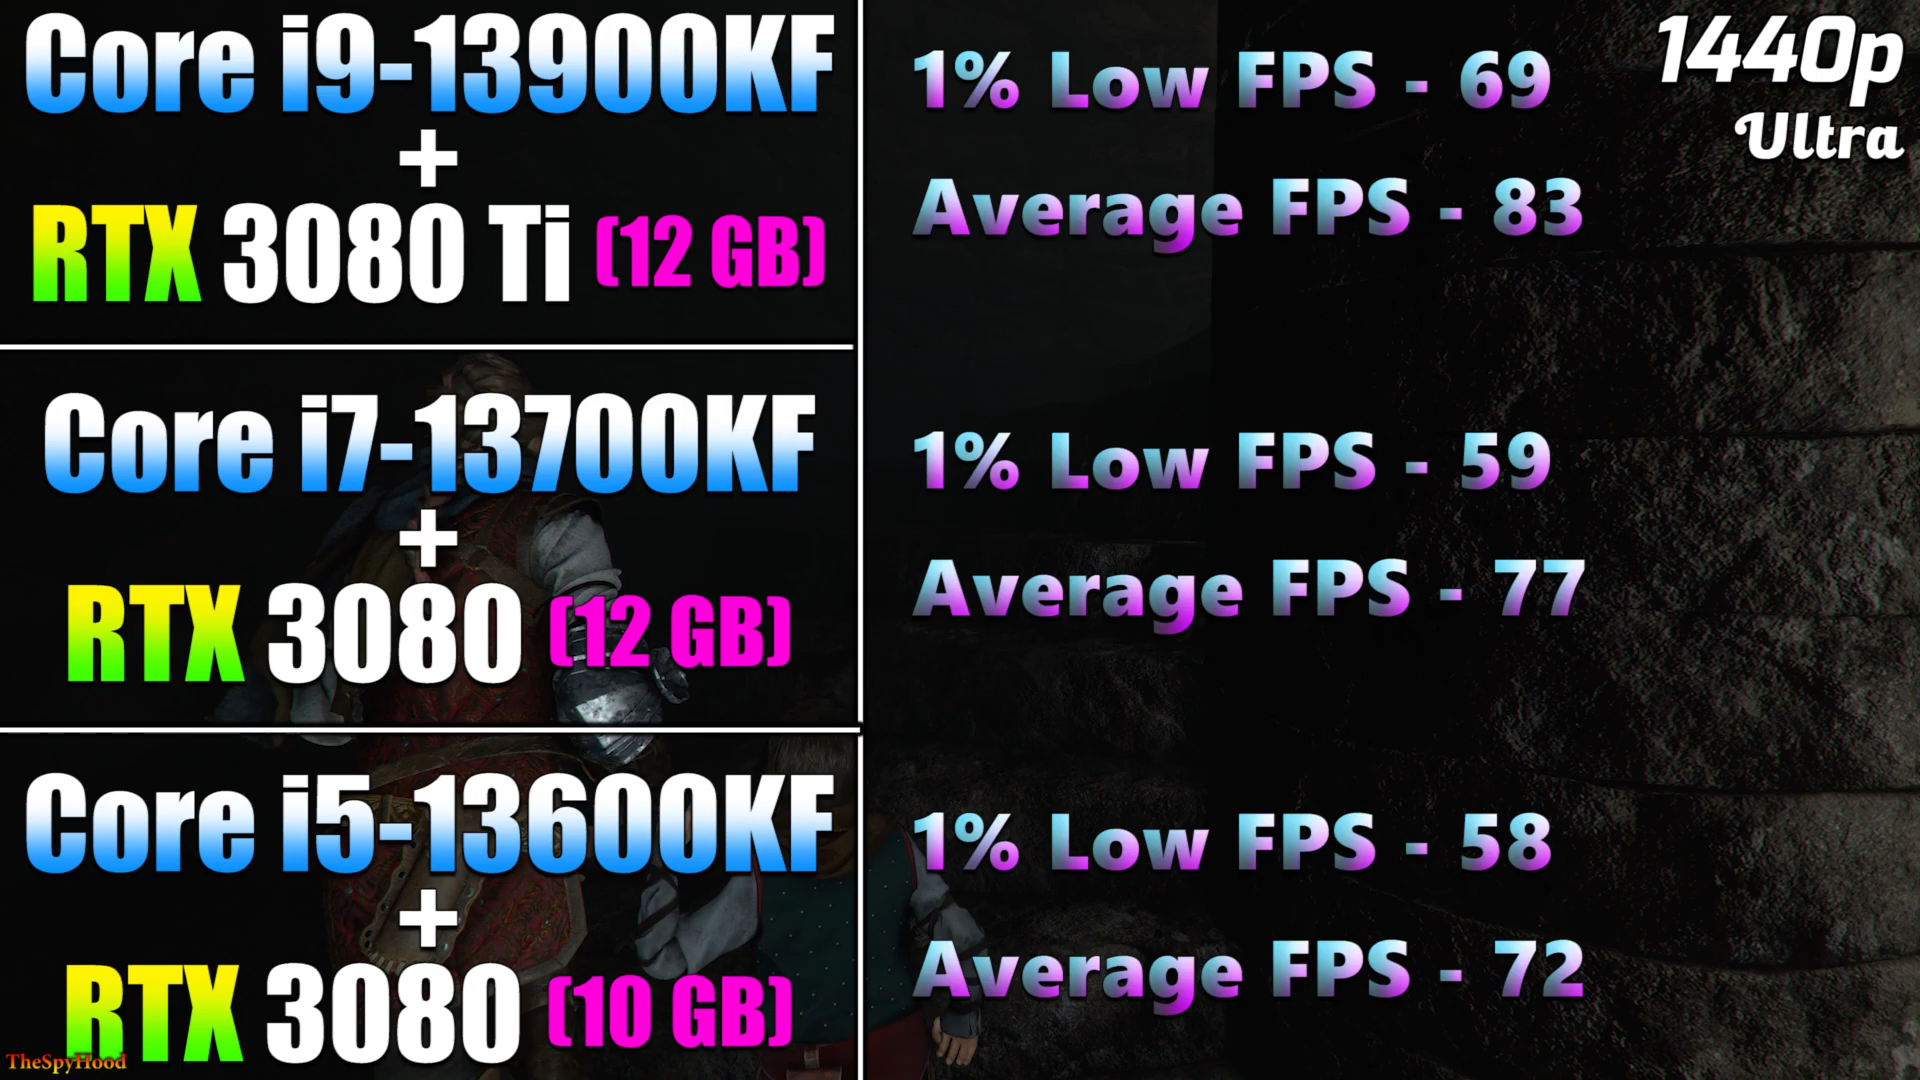 Core i9-13900KF
+
RTX 3080 Ti (12 GB)
1% Low FPS - 69
Average FPS - 83
1440p
Ultra
Core i7-13700KF
+
RTX 3080 (12 GB)
1% Low FPS - 59
Average FPS - 77
Core i5-13600KF
+
RTX 3080 (10 GB)
1% Low FPS - 58
Average FPS - 72
TheSpyHood